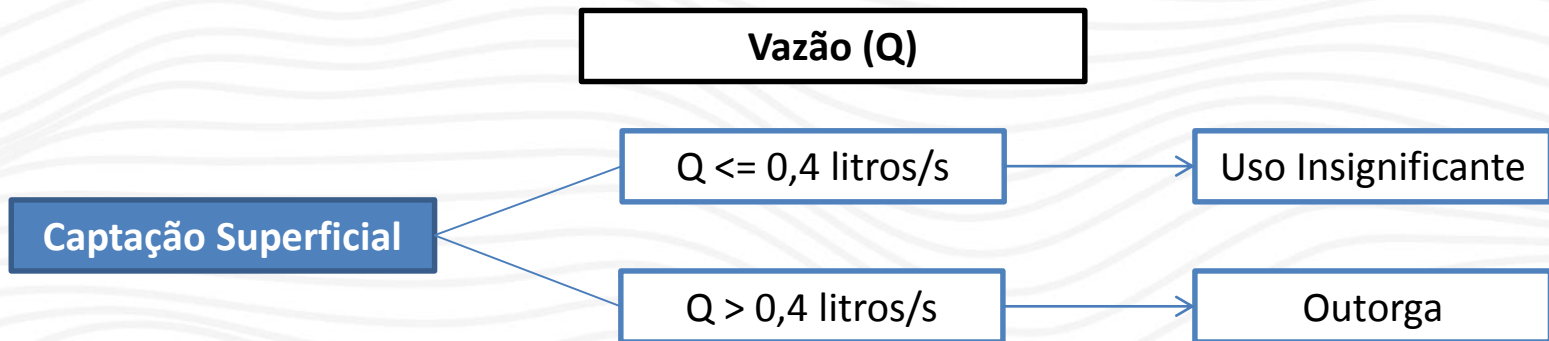 Vazão (Q)
Q <= 0,4 litros/s
Uso Insignificante
Captação Superficial
Q > 0,4 litros/s
Outorga